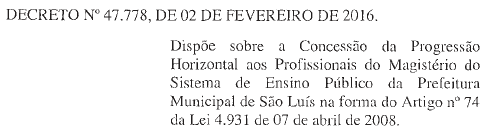 DECRETO Nº 47.778, DE 02 DE FEVEREIRO DE 2016.
Dispõe sobre a Concessão da Progressão
Horizontal aos Profissionais do Magistério do
Sistema de Ensino Público da Prefeitura
Municipal de São Luís na forma do Artigo nº 74
da Lei 4.931 de 07 de abril de 2008.